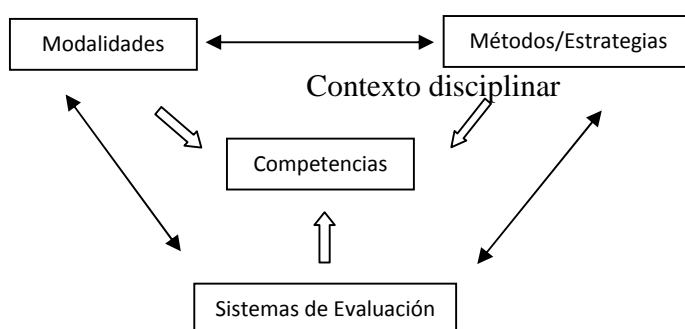 Modalidades
Métodos/Estrategias
Contexto disciplinar
Competencias
Sistemas de Evaluación